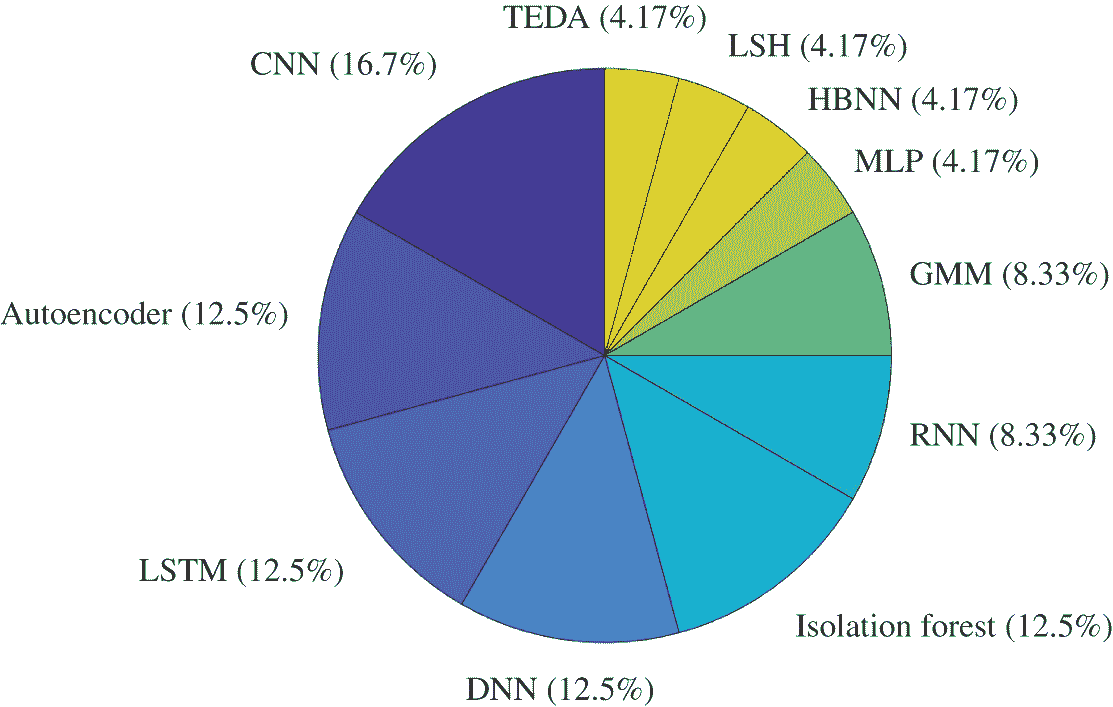 TEDA (4.17%)
LSH (4.17%)
CNN (16.7%)
HBNN (4.17%)
MLP (4.17%)
GMM (8.33%)
Autoencoder (12.5%)
RNN (8.33%)
LSTM (12.5%)
Isolation forest (12.5%)
DNN (12.5%)